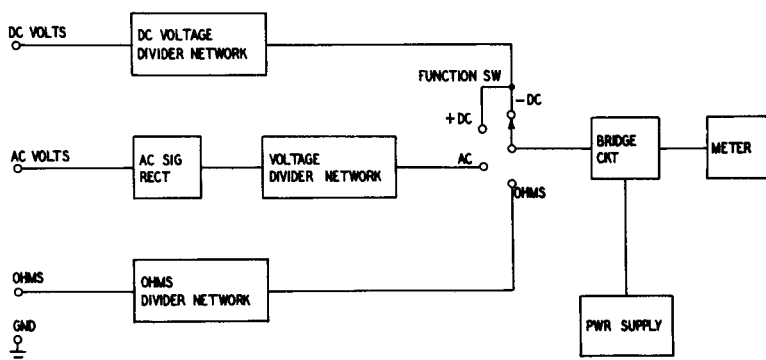 DC VOLTS
DC VOLTAGE
DIVIDER NETWORK
FUNCTION SW
-DC
+DC
AC VOLTS
AC SIG
RECT
VOLTAGE
DIVIDER NETWORK
AC
BRIDGE
CKT
METER
OHMS
OHMS
OHMS
DIVIDER NETWORK
GND
PWR SUPPLY